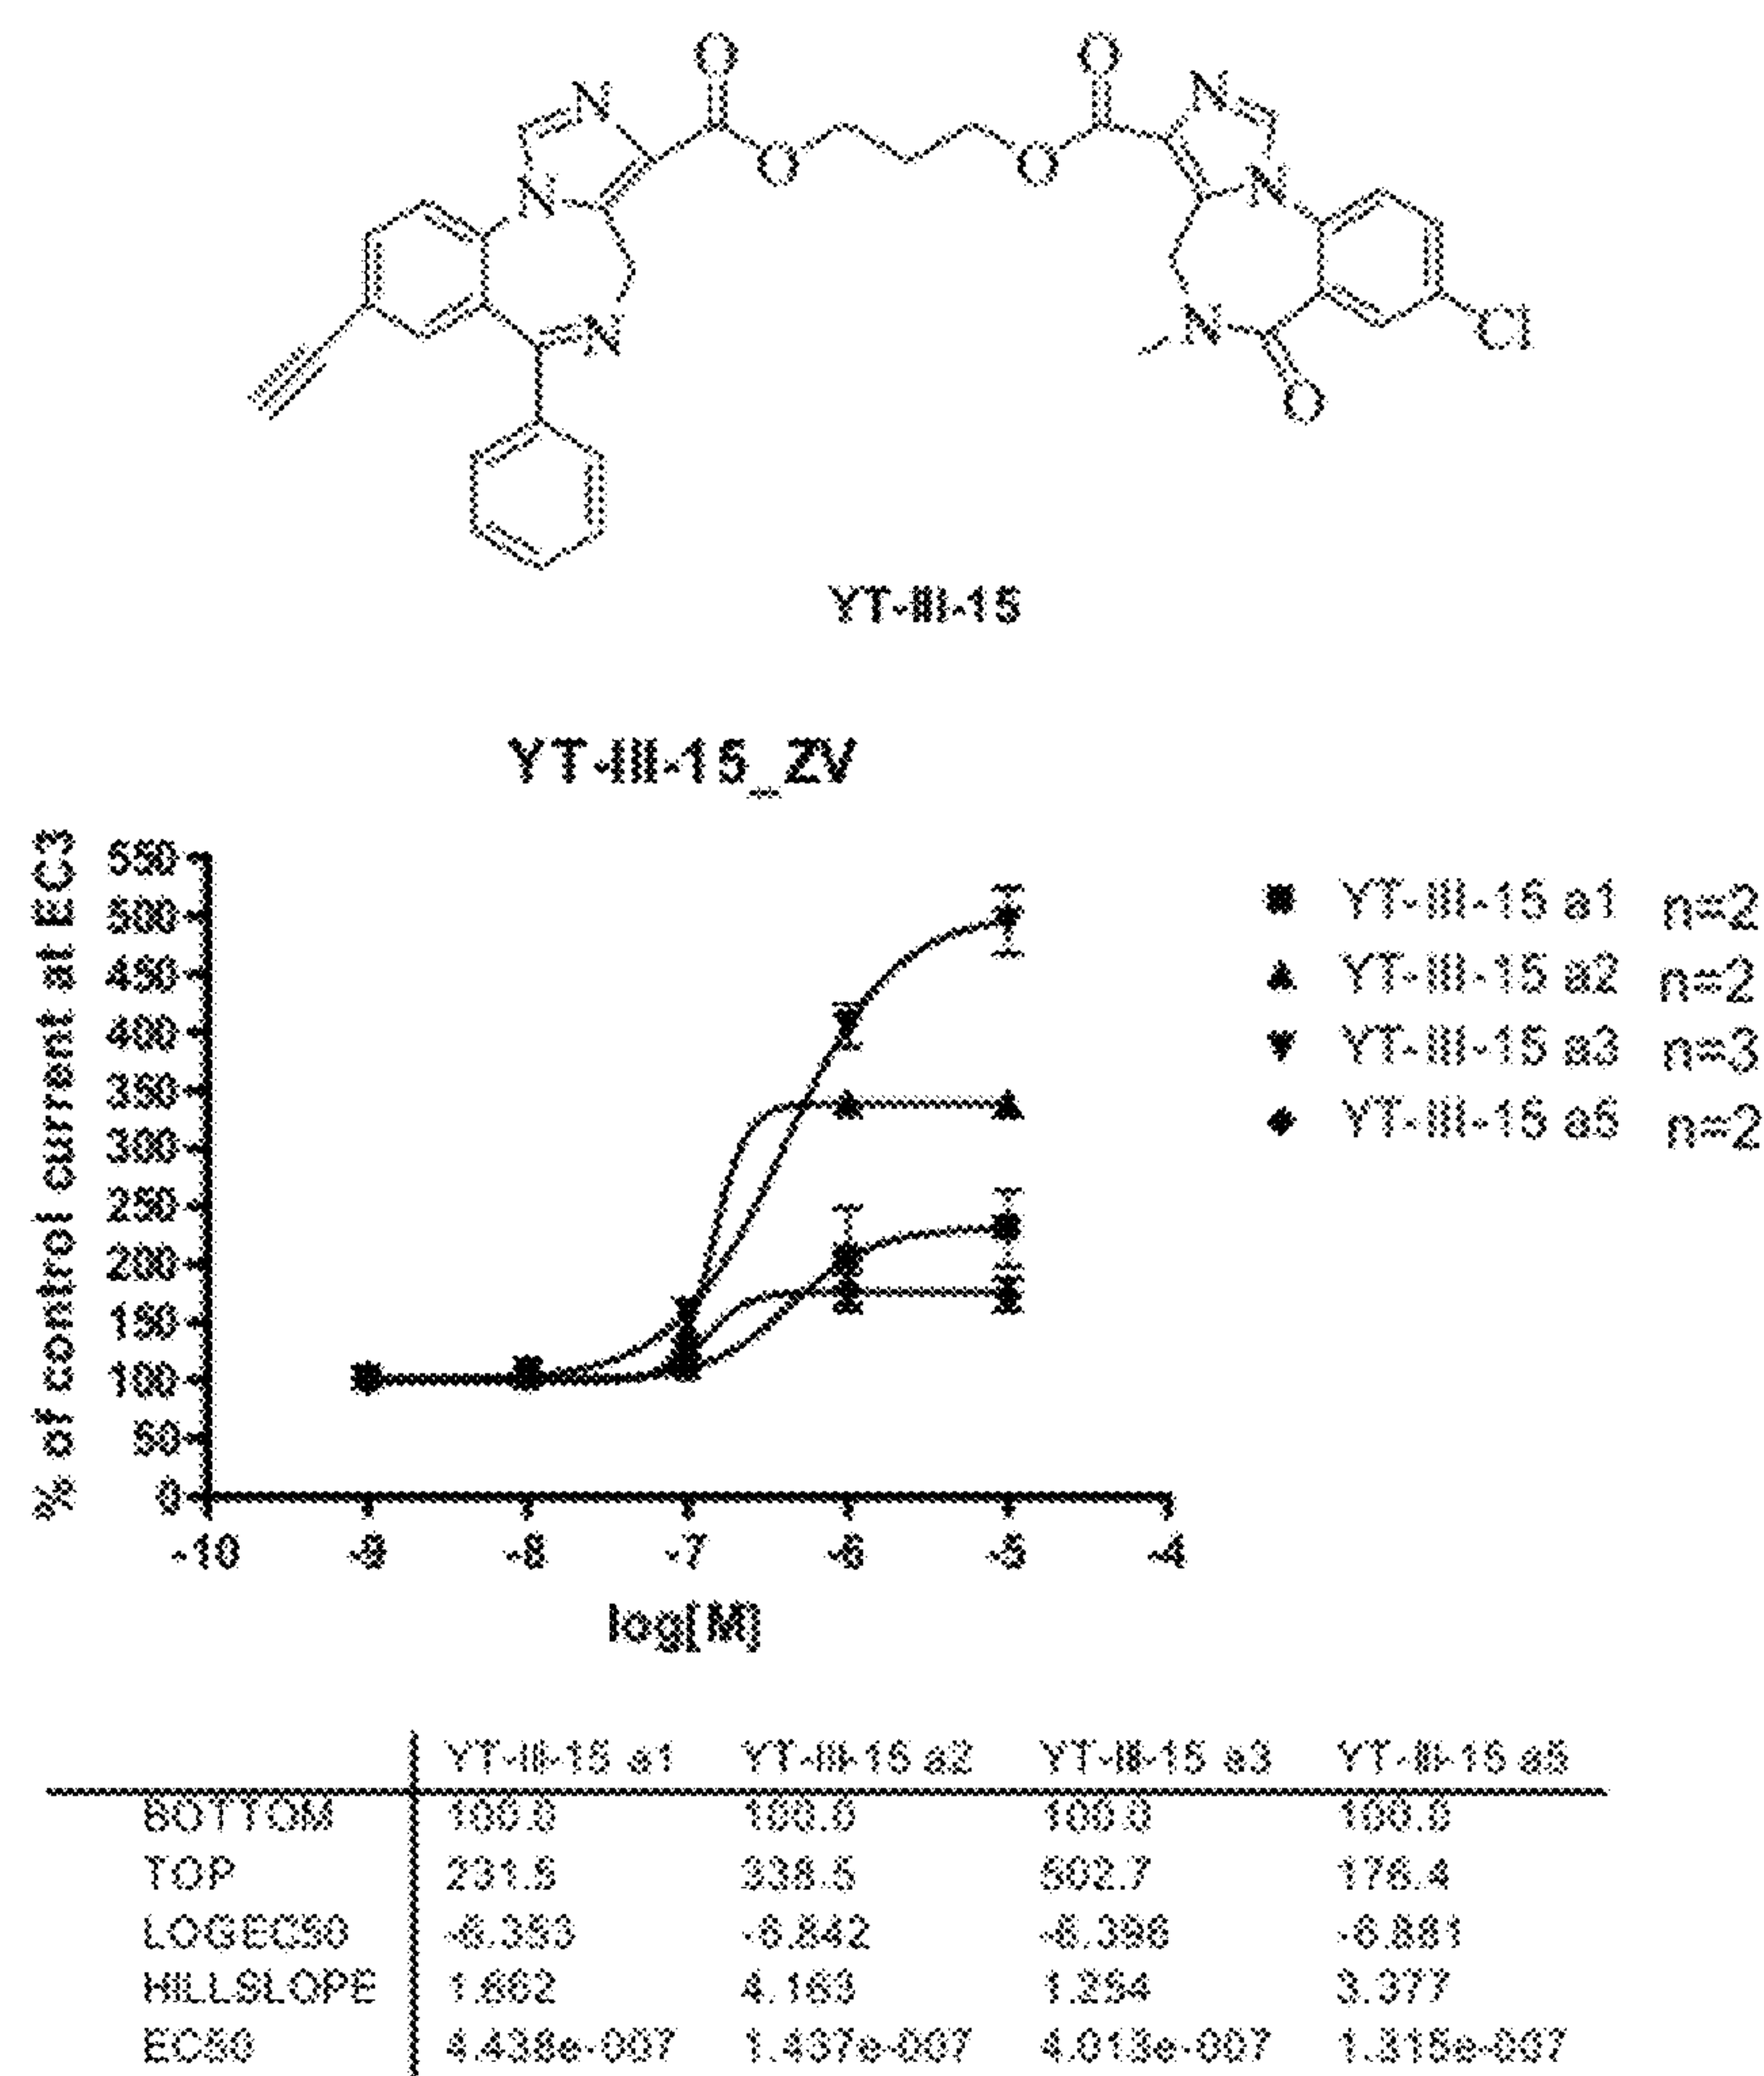 O O
N N
O O
N N
N N Cl
O
YT-III-15
YT-III-15_ZV
% of control current at EC3
550
500
450
400
350
300
250
200
150
100
50
0
-10 -9 -8 -7 -6 -5 -4
log[M]
YT-III-15 a1 n=2
YT-III-15 a2 n=2
YT-III-15 a3 n=3
YT-III-15 a5 n=2
YT-III-15 a1 YT-III-15 a2 YT-III-15 a3 YT-III-15 a5
BOTTOM 100.0 100.0 100.0 100.0
TOP 231.5 338.5 502.7 176.4
LOGEC50 -6.353 -6.842 -6.396 -6.881
HILLSLOPE 1.662 4.163 1.294 3.377
EC50 4.438e-007 1.437e-007 4.013e-007 1.315e-007